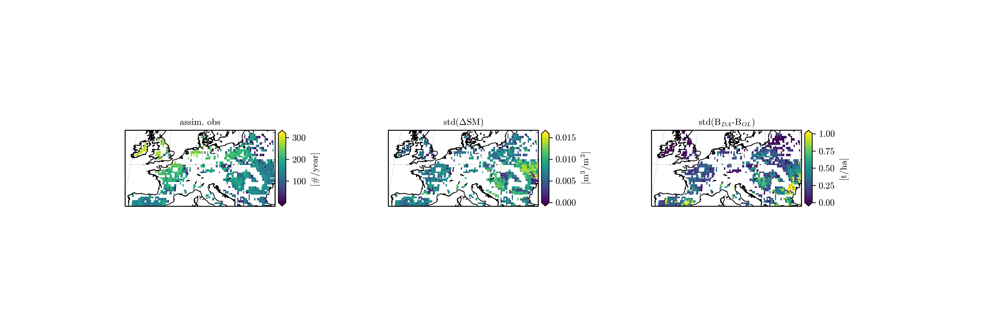 assim. obs
300
200
100
[#/year]
std(ΔSM)
0.015
0.010
0.005
0.000
[m³/m³]
std(B_DA-B_OL)
1.00
0.75
0.50
0.25
0.00
[t/ha]